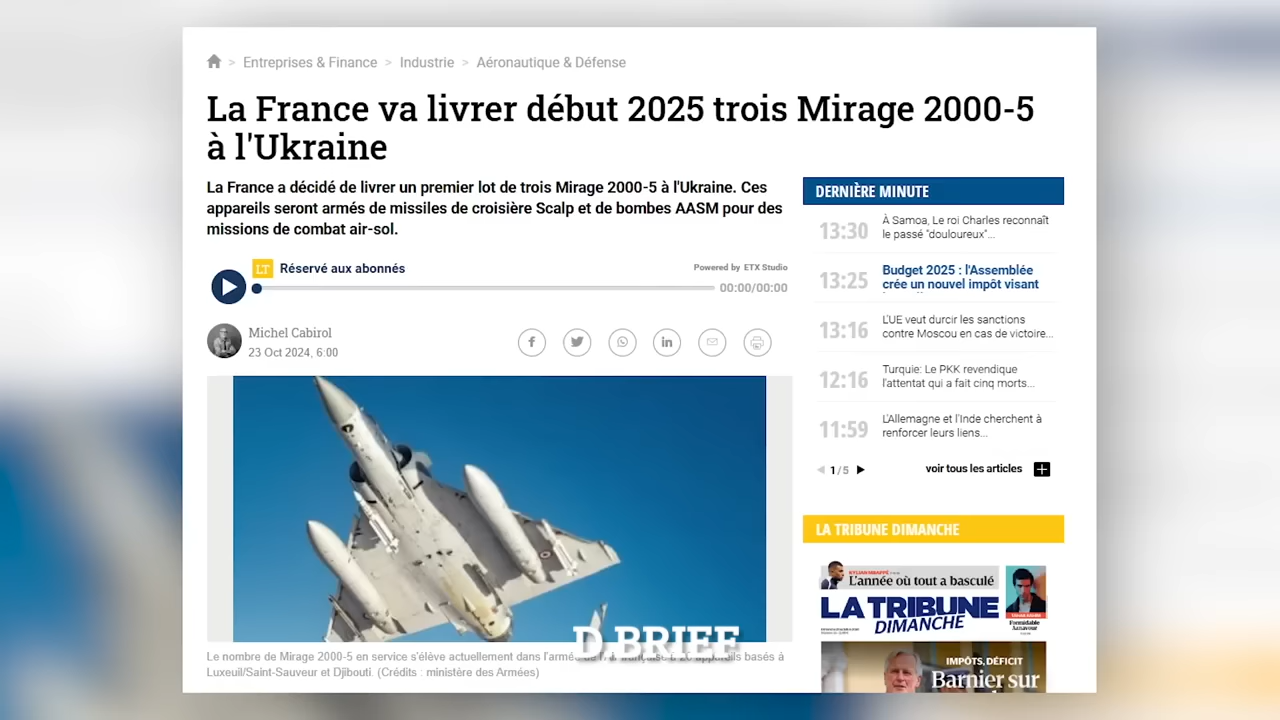 Entreprises & Finance > Industrie > Aéronautique & Défense
La France va livrer début 2025 trois Mirage 2000-5
à l'Ukraine
La France a décidé de livrer un premier lot de trois Mirage 2000-5 à l'Ukraine. Ces
appareils seront armés de missiles de croisière Scalp et de bombes AASM pour des
missions de combat air-sol.
LT Réservé aux abonnés
Powered by ETX Studio
00:00/00:00
Michel Cabirol
23 Oct 2024, 6:00
Le nombre de Mirage 2000-5 en service s'élève actuellement dans l'armée
basés à
Luxeuil/Saint-Sauveur et Djibouti. (Crédits : ministère des Armées)
D.BRIEF
DERNIÈRE MINUTE
13:30
À Samoa, Le roi Charles reconnaît
le passé "douloureux"...
13:25
Budget 2025 : l'Assemblée
crée un nouvel impôt visant
13:16
L'UE veut durcir les sanctions
contre Moscou en cas de victoire...
12:16
Turquie: Le PKK revendique
l'attentat qui a fait cinq morts...
11:59
L'Allemagne et l'Inde cherchent à
renforcer leurs liens...
1/5
voir tous les articles
LA TRIBUNE DIMANCHE
L'année où tout a basculé
LA TRIBUNE
DIMANCHE
Formidable
Aznavour
IMPÔTS, DÉFICIT
Barnier sur